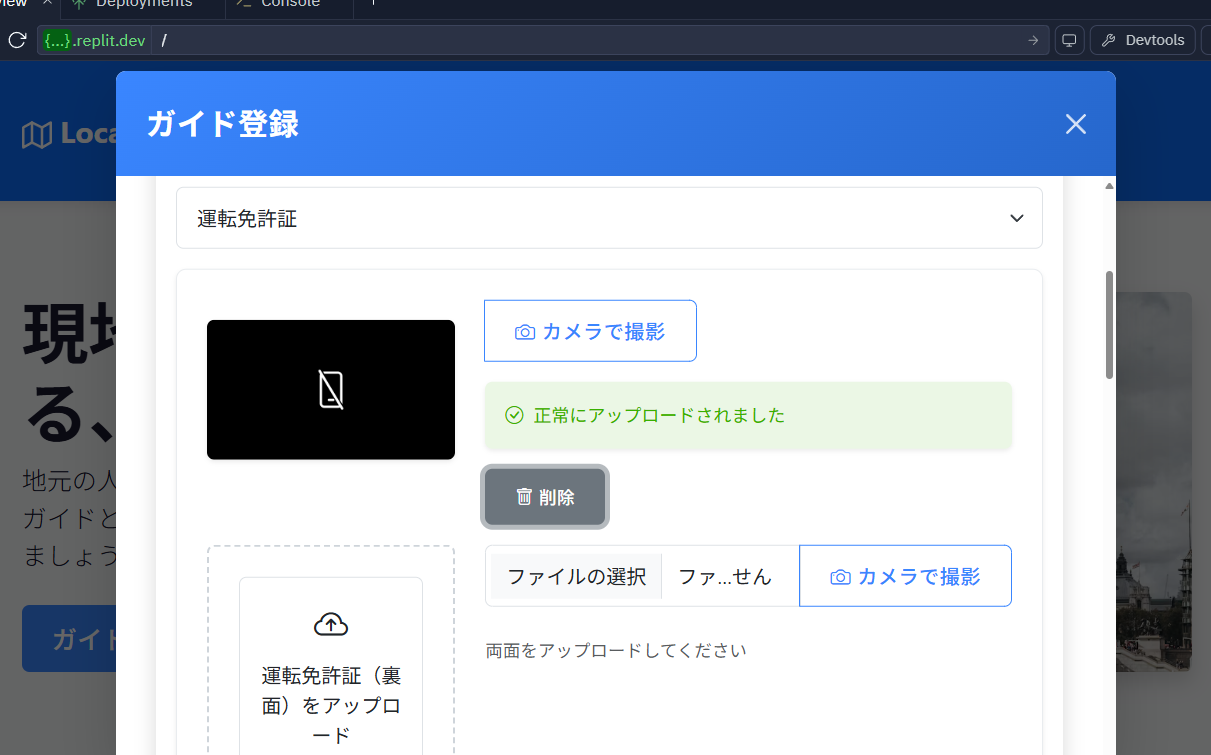 Deployments
Console
{...}.replit.dev /
Devtools
ガイド登録
運転免許証
カメラで撮影
正常にアップロードされました
削除
ファイルの選択 ファ...せん
カメラで撮影
両面をアップロードしてください
運転免許証（裏
面）をアップロ
ード
る、
地元の人
ガイドと
ましょう
ガイド